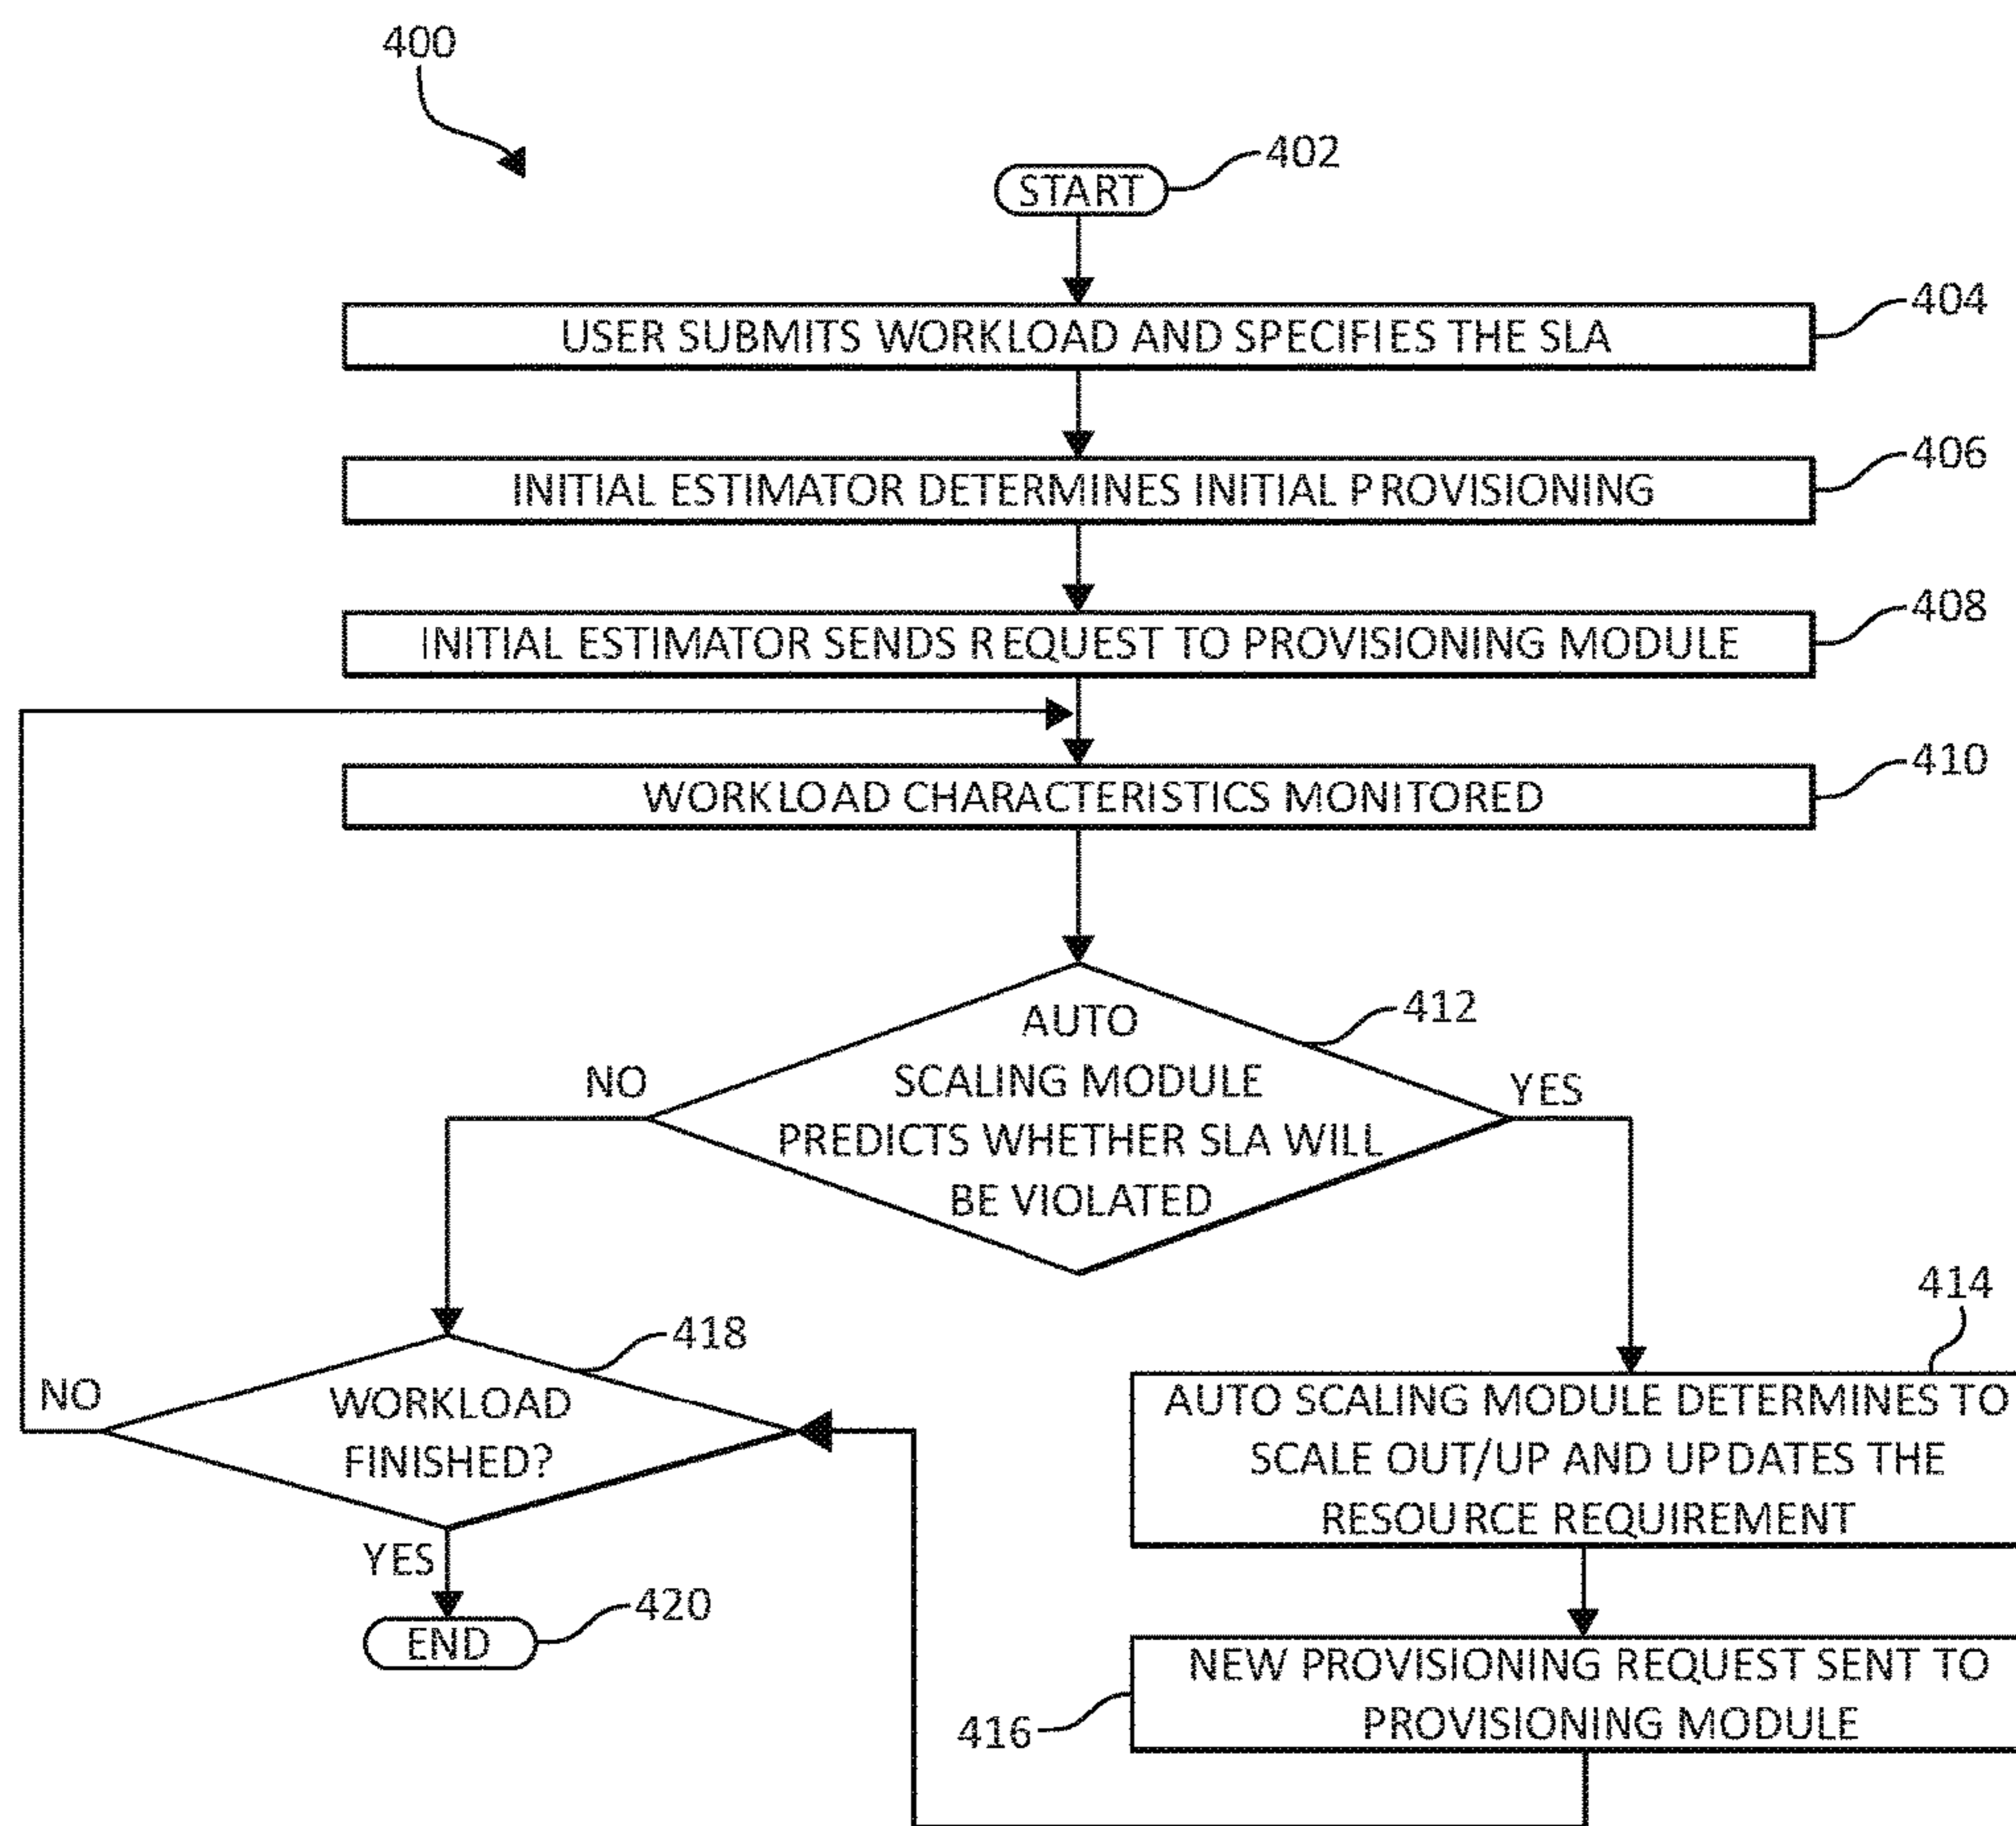 400
402
START
404
USER SUBMITS WORKLOAD AND SPECIFIES THE SLA
406
INITIAL ESTIMATOR DETERMINES INITIAL PROVISIONING
408
INITIAL ESTIMATOR SENDS REQUEST TO PROVISIONING MODULE
410
WORKLOAD CHARACTERISTICS MONITORED
412
AUTO
SCALING MODULE
PREDICTS WHETHER SLA WILL
BE VIOLATED
NO
YES
414
AUTO SCALING MODULE DETERMINES TO
SCALE OUT/UP AND UPDATES THE
RESOURCE REQUIREMENT
416
NEW PROVISIONING REQUEST SENT TO
PROVISIONING MODULE
418
WORKLOAD
FINISHED?
NO
YES
420
END